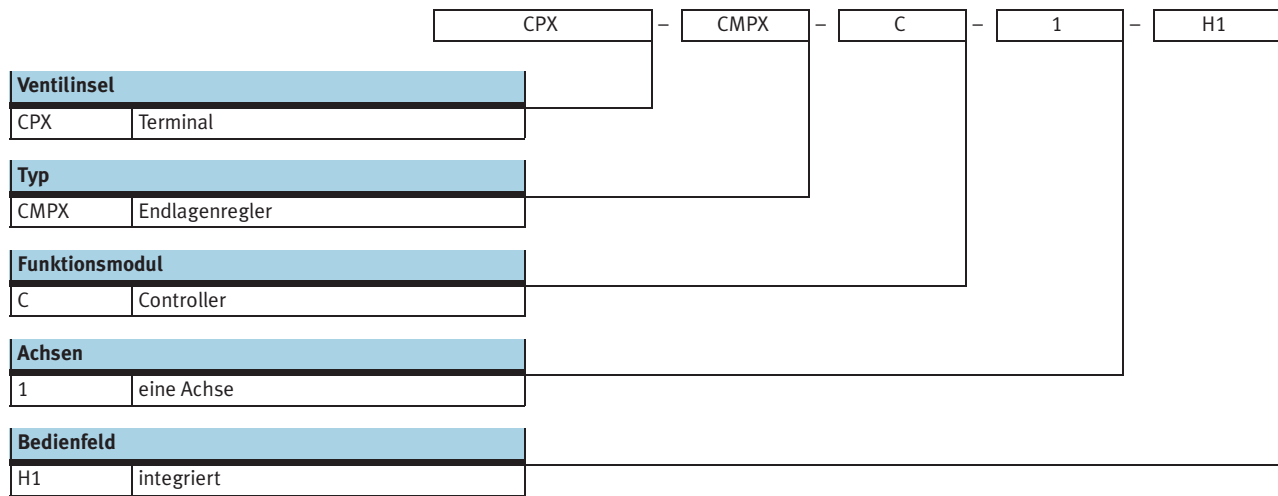 CPX – CMPX – C – 1 – H1
Ventilinsel
CPX Terminal
Typ
CMPX Endlagenregler
Funktionsmodul
C Controller
Achsen
1 eine Achse
Bedienfeld
H1 integriert